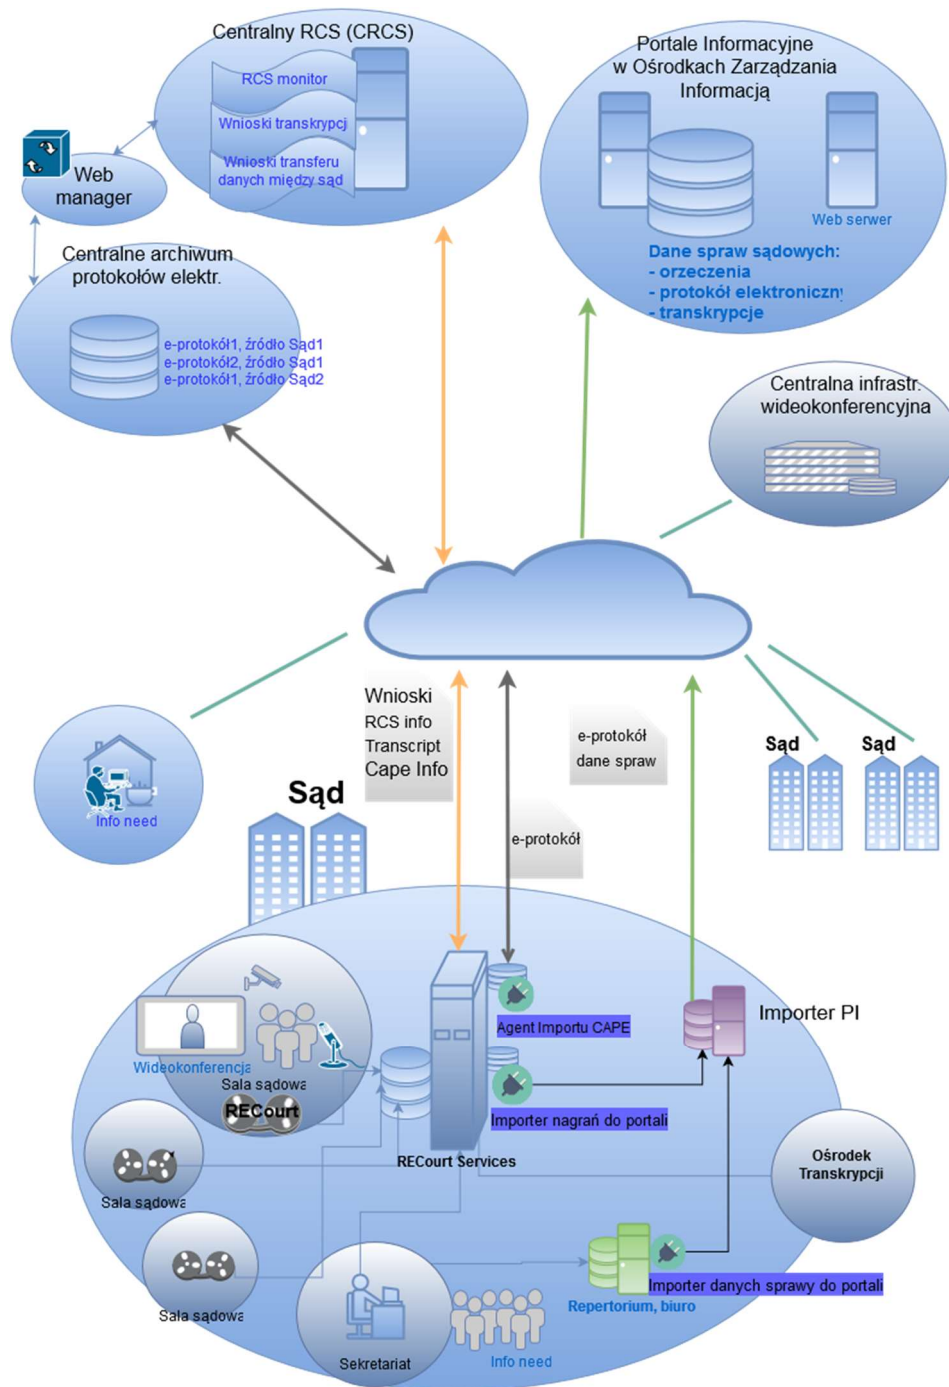 Centralny RCS (CRCS)
RCS monitor
Wnioski transkrypcji
Wnioski transferu
danych między sąd
Portale Informacyjne
w Ośrodkach Zarządzania
Informacją
Web serwer
Dane spraw sądowych:
- orzeczenia
- protokół elektroniczny
- transkrypcje
Web
manager
Centralne archiwum
protokołów elektr.
e-protokół1, źródło Sąd1
e-protokół2, źródło Sąd1
e-protokół1, źródło Sąd2
Centralna infrastr.
wideokonferencyjna
Wnioski
RCS info
Transcript
Cape Info
e-protokół
dane spraw
Sąd
Sąd
Info need
Sąd
e-protokół
Importer PI
Agent Importu CAPE
Wideokonferencja
Sala sądowa
RECourt
Importer nagrań do portali
RECourt Services
Ośrodek
Transkrypcji
Sala sądowa
Sala sądowa
Importer danych sprawy do portali
Repertorium, biuro
Sekretariat
Info need